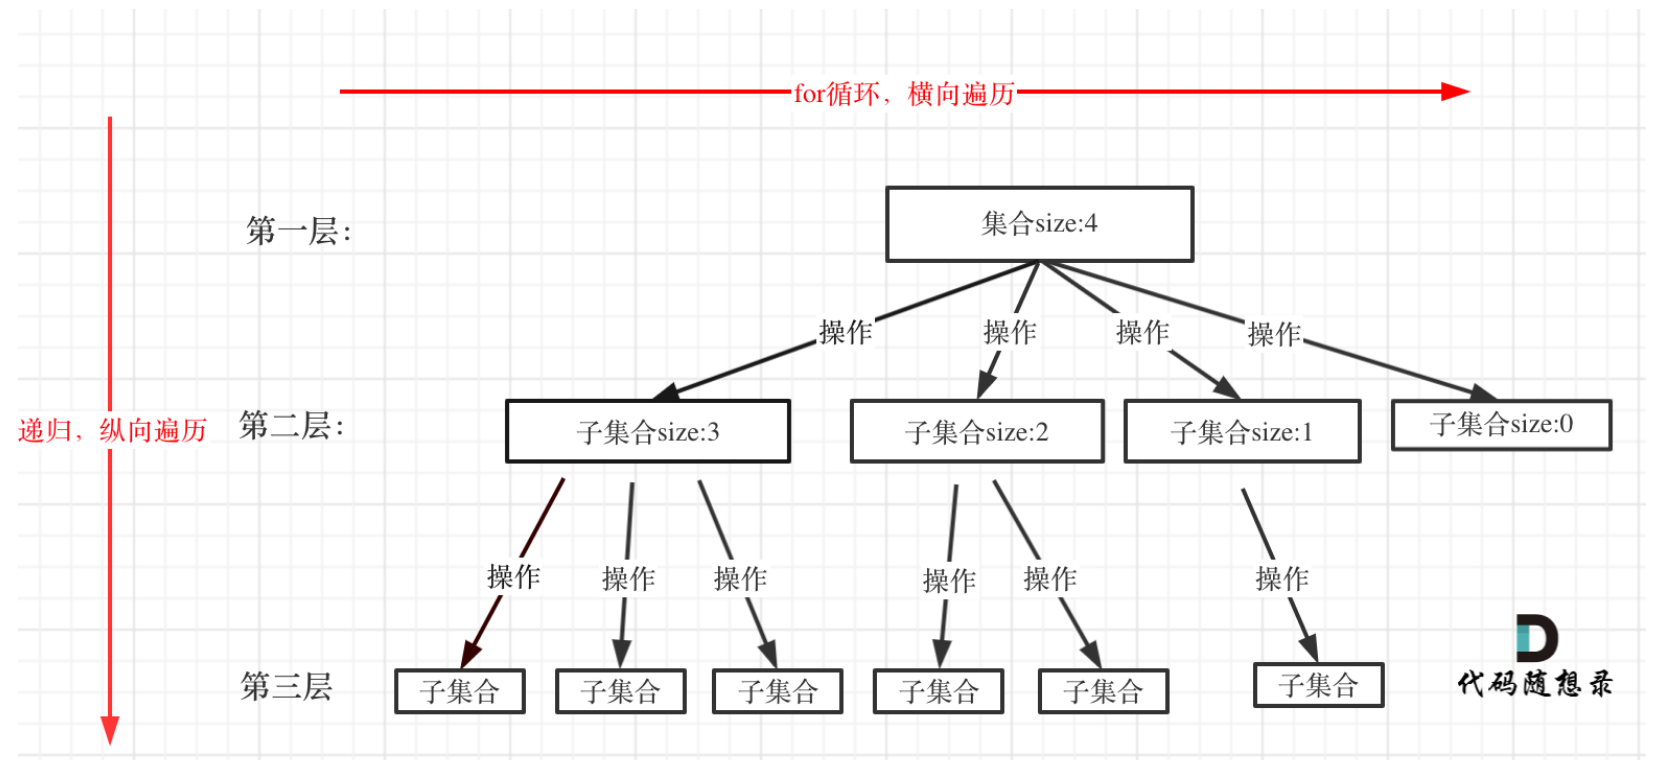 for循环，横向遍历
第一层：
集合size:4
操作
操作
操作
操作
递归，纵向遍历
第二层：
子集合size:3
子集合size:2
子集合size:1
子集合size:0
操作
操作
操作
操作
操作
操作
第三层
子集合
子集合
子集合
子集合
子集合
子集合
代码随想录